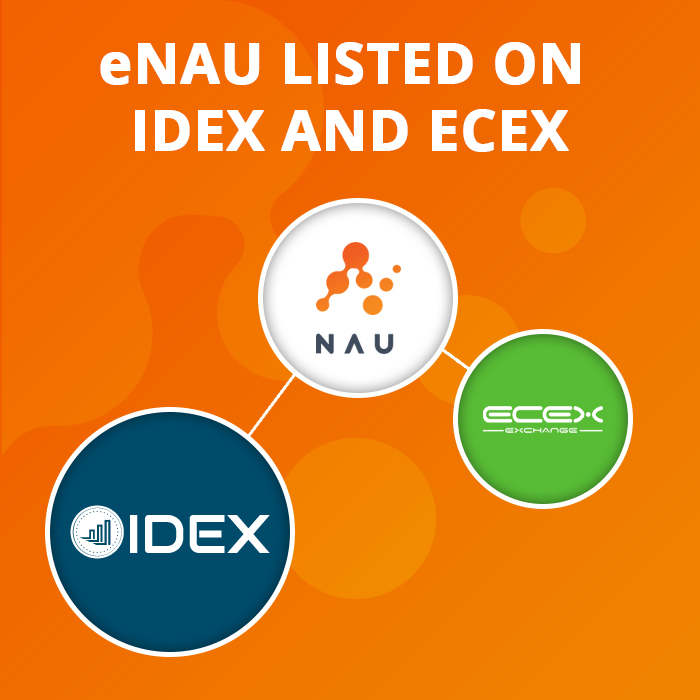 eNAU LISTED ON
IDEX AND ECEX
NAU
ECEX
EXCHANGE
IDEX